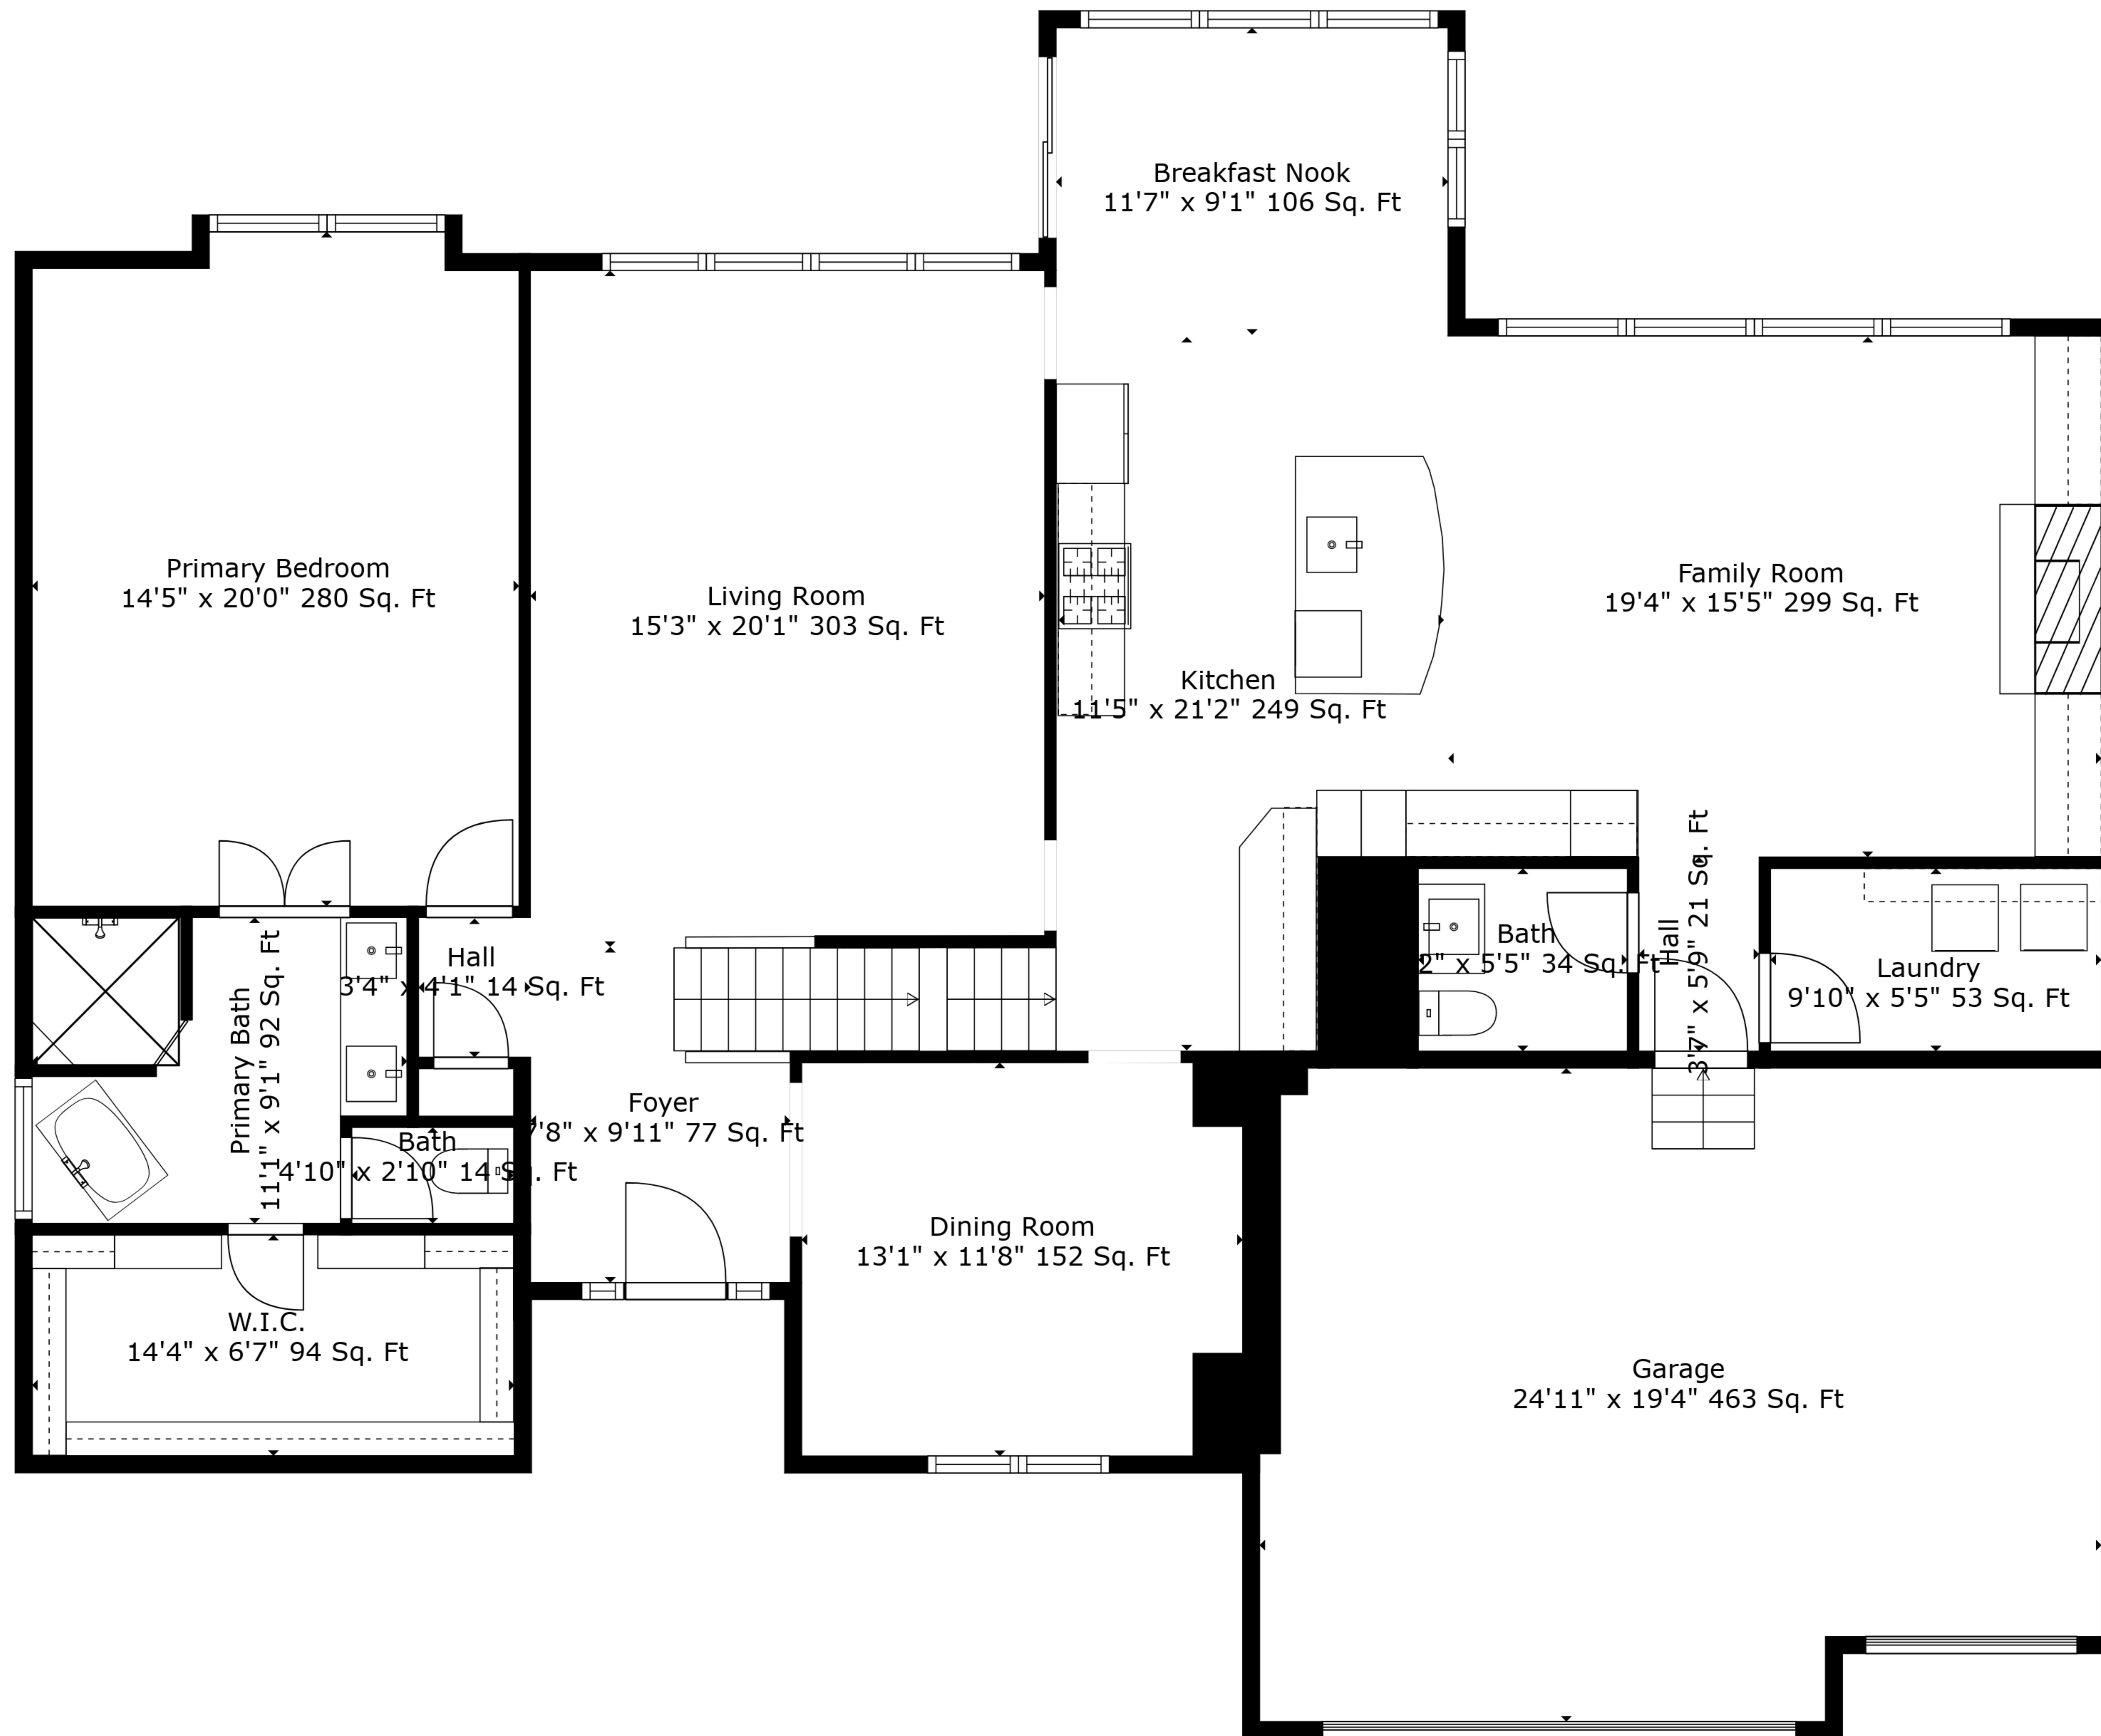 Breakfast Nook
11'7" x 9'1" 106 Sq. Ft
Primary Bedroom
14'5" x 20'0" 280 Sq. Ft
Living Room
15'3" x 20'1" 303 Sq. Ft
Family Room
19'4" x 15'5" 299 Sq. Ft
Kitchen
11'5" x 21'2" 249 Sq. Ft
Hall
3'4" x 4'1" 14 Sq. Ft
Primary Bath
11'1" x 9'1" 92 Sq. Ft
Bath
2" x 5'5" 34 Sq. Ft
Hall
3'7" x 5'9" 21 Sq. Ft
Laundry
9'10" x 5'5" 53 Sq. Ft
Foyer
7'8" x 9'11" 77 Sq. Ft
Bath
4'10" x 2'10" 14 Sq. Ft
Dining Room
13'1" x 11'8" 152 Sq. Ft
W.I.C.
14'4" x 6'7" 94 Sq. Ft
Garage
24'11" x 19'4" 463 Sq. Ft